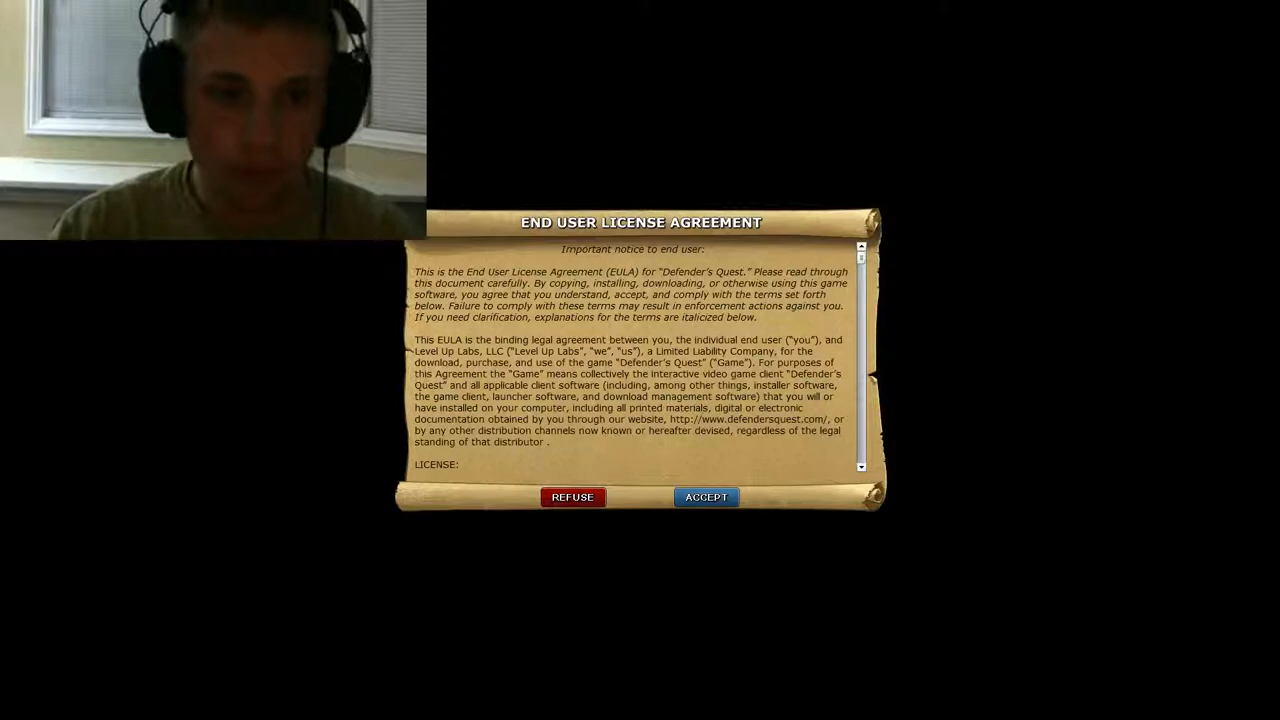 END USER LICENSE AGREEMENT
Important notice to end user:
This is the End User License Agreement (EULA) for “Defender’s Quest.” Please read through
this document carefully. By copying, installing, downloading, or otherwise using this game
software, you agree that you understand, accept, and comply with the terms set forth
below. Failure to comply with these terms may result in enforcement actions against you.
If you need clarification, explanations for the terms are italicized below.
This EULA is the binding legal agreement between you, the individual end user (“you”), and
Level Up Labs, LLC (“Level Up Labs”, “we”, “us”), a Limited Liability Company, for the
download, purchase, and use of the game “Defender’s Quest” (“Game”). For purposes of
this Agreement the “Game” means collectively the interactive video game client “Defender’s
Quest” and all applicable client software (including, among other things, installer software,
the game client, launcher software, and download management software) that you will or
have installed on your computer, including all printed materials, digital or electronic
documentation obtained by you through our website, http://www.defendersquest.com/, or
by any other distribution channels now known or hereafter devised, regardless of the legal
standing of that distributor .
LICENSE:
REFUSE
ACCEPT